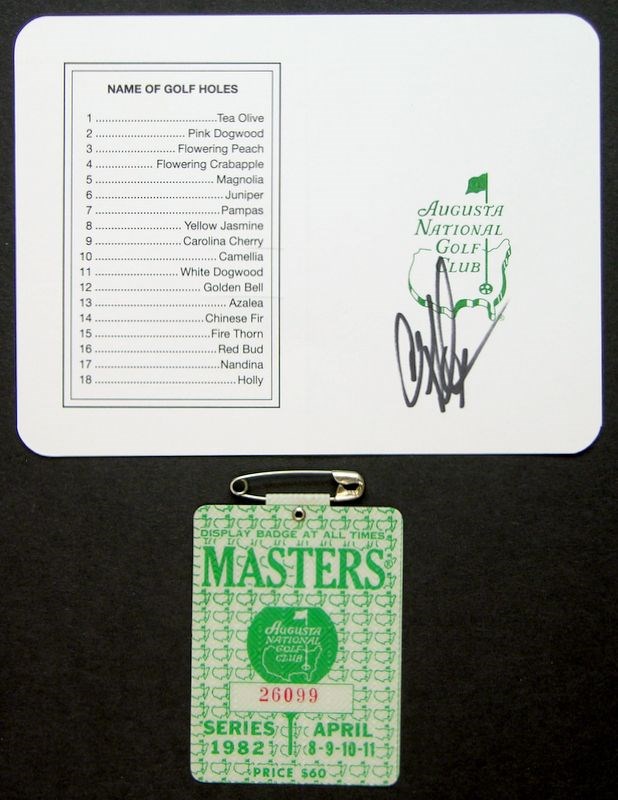 NAME OF GOLF HOLES
1 ........................................Tea Olive
2 ............................. Pink Dogwood
3 .......................... Flowering Peach
4 .................. Flowering Crabapple
5 ....................................... Magnolia
6 ......................................... Juniper
7 ........................................ Pampas
8 ............................ Yellow Jasmine
9 ........................... Carolina Cherry
10 ....................................... Camellia
11 ........................... White Dogwood
12 .................................. Golden Bell
13 .......................................... Azalea
14 .................................. Chinese Fir
15 .................................... Fire Thorn
16 ...................................... Red Bud
17 ....................................... Nandina
18 ............................................. Holly
AUGUSTA
NATIONAL
GOLF
CLUB
®
DISPLAY BADGE AT ALL TIMES
MASTERS®
AUGUSTA
NATIONAL
GOLF
CLUB
26099
SERIES APRIL
1982 8-9-10-11
PRICE $60